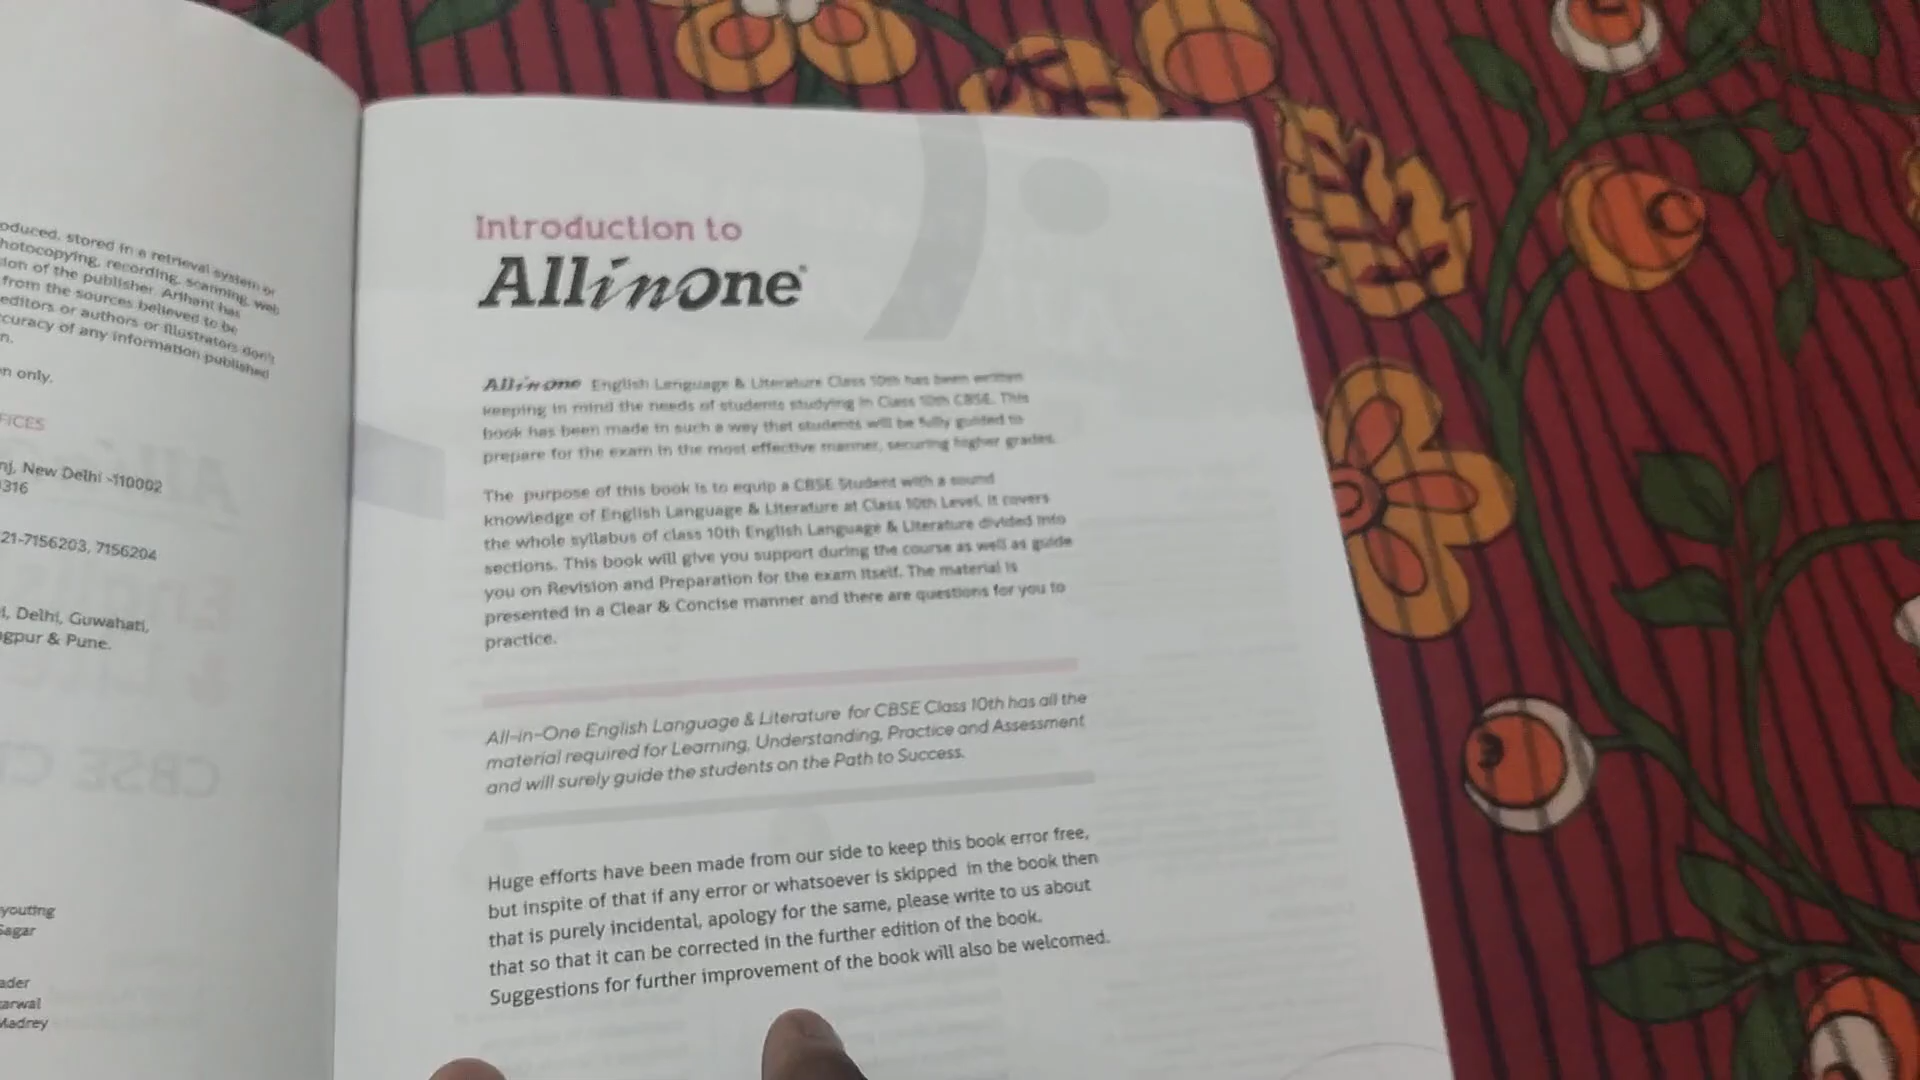 oduced, stored in a retrieval system or
hotocopying, recording, scanning, web
ion of the publisher. Arihant has
from the sources believed to be
editors or authors or illustrators don't
ccuracy of any information published
n.
n only.
FICES
nj, New Delhi -110002
316
21-7156203, 7156204
i, Delhi, Guwahati,
gpur & Pune.
youting
Sagar
ader
arwal
Madrey
Introduction to
Allinone®
Allinone English Language & Literature Class 10th has been written
keeping in mind the needs of students studying in Class 10th CBSE. This
book has been made in such a way that students will be fully guided to
prepare for the exam in the most effective manner, securing higher grades.
The purpose of this book is to equip a CBSE Student with a sound
knowledge of English Language & Literature at Class 10th Level. It covers
the whole syllabus of class 10th English Language & Literature divided into
sections. This book will give you support during the course as well as guide
you on Revision and Preparation for the exam itself. The material is
presented in a Clear & Concise manner and there are questions for you to
practice.
All-in-One English Language & Literature for CBSE Class 10th has all the
material required for Learning, Understanding, Practice and Assessment
and will surely guide the students on the Path to Success.
Huge efforts have been made from our side to keep this book error free,
but inspite of that if any error or whatsoever is skipped in the book then
that is purely incidental, apology for the same, please write to us about
that so that it can be corrected in the further edition of the book.
Suggestions for further improvement of the book will also be welcomed.